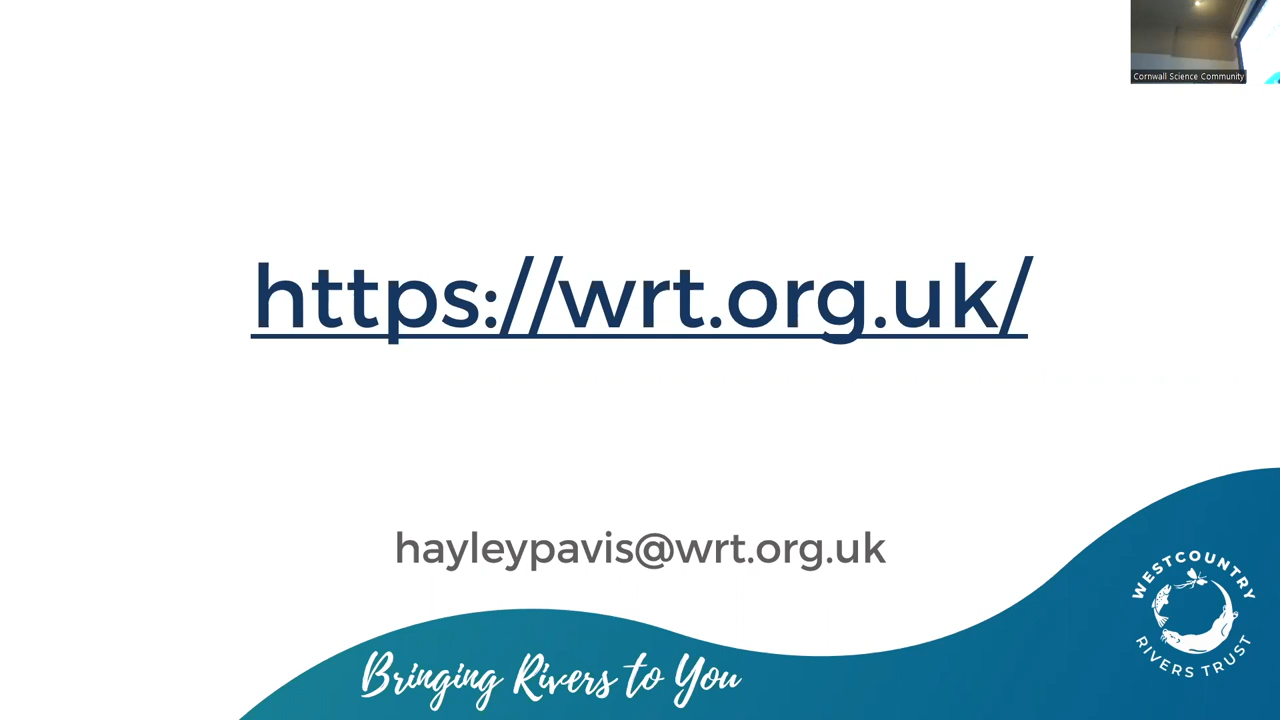 Cornwall Science Community
https://wrt.org.uk/
hayleypavis@wrt.org.uk
WESTCOUNTRY
RIVERS TRUST
Bringing Rivers to You